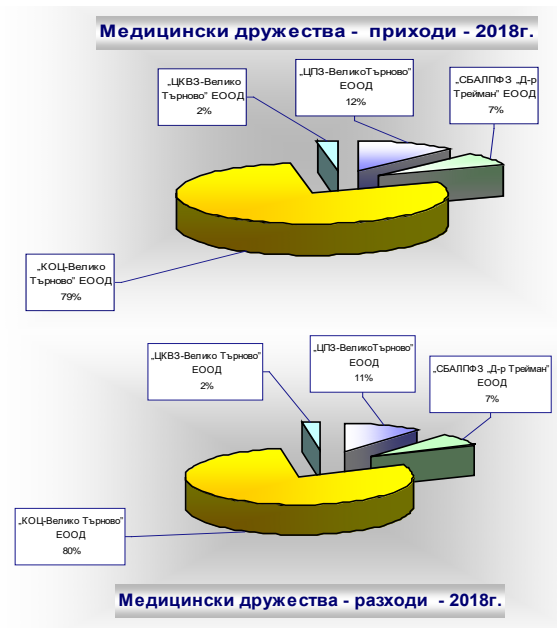 Медицински дружества - приходи - 2018г.
„ЦКВЗ-Велико
Търново" ЕООД
2%
„ЦПЗ-ВеликоТърново"
ЕООД
12%
„СБАЛПФЗ „Д-р
Трейман" ЕООД
7%
„КОЦ-Велико
Търново" ЕООД
79%
„ЦКВЗ-Велико Търново"
ЕООД
2%
„ЦПЗ-ВеликоТърново"
ЕООД
11%
„СБАЛПФЗ „Д-р Трейман"
ЕООД
7%
„КОЦ-Велико Търново"
ЕООД
80%
Медицински дружества - разходи - 2018г.